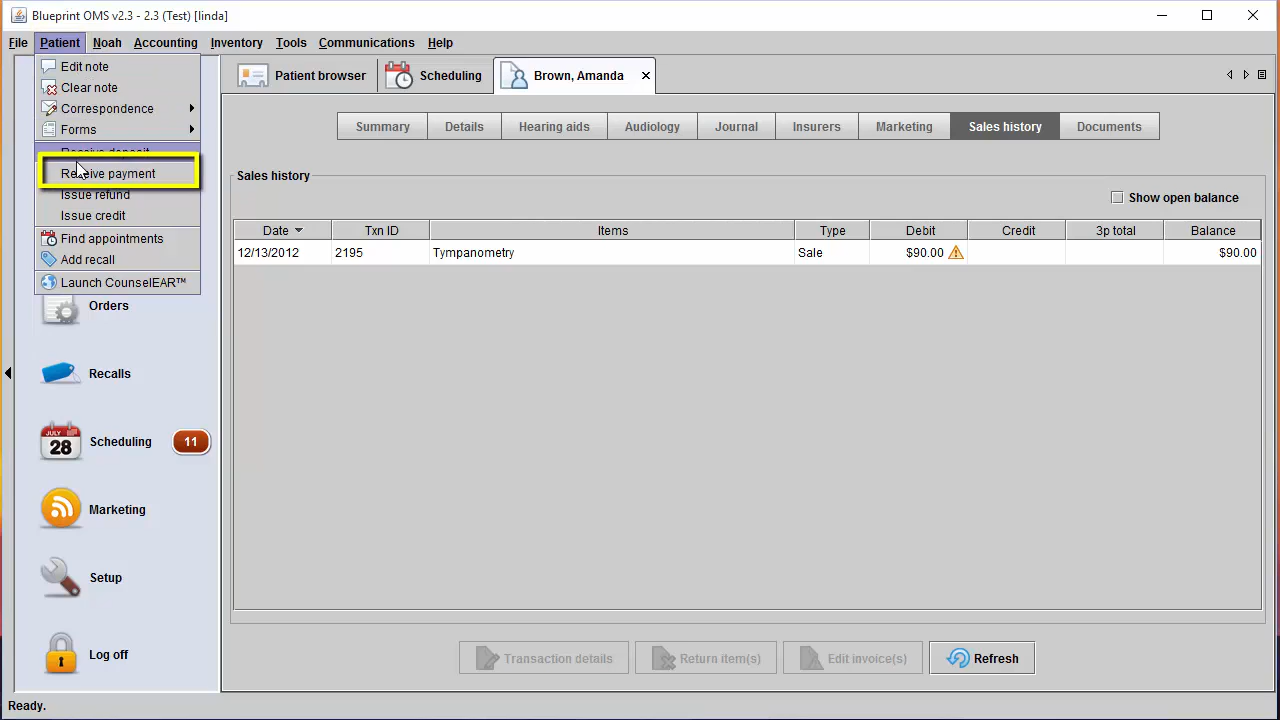 Blueprint OMS v2.3 - 2.3 (Test) [linda]
File Patient Noah Accounting Inventory Tools Communications Help
Edit note
Clear note
Correspondence
Forms
Receive deposit
Receive payment
Issue refund
Issue credit
Find appointments
Add recall
Launch CounselEAR™
Orders
Recalls
JULY
28
Scheduling 11
Marketing
Setup
Log off
Patient browser Scheduling Brown, Amanda
Summary Details Hearing aids Audiology Journal Insurers Marketing Sales history Documents
Sales history
Show open balance
Date Txn ID Items Type Debit Credit 3p total Balance
12/13/2012 2195 Tympanometry Sale $90.00 $90.00
Transaction details Return item(s) Edit invoice(s) Refresh
Ready.